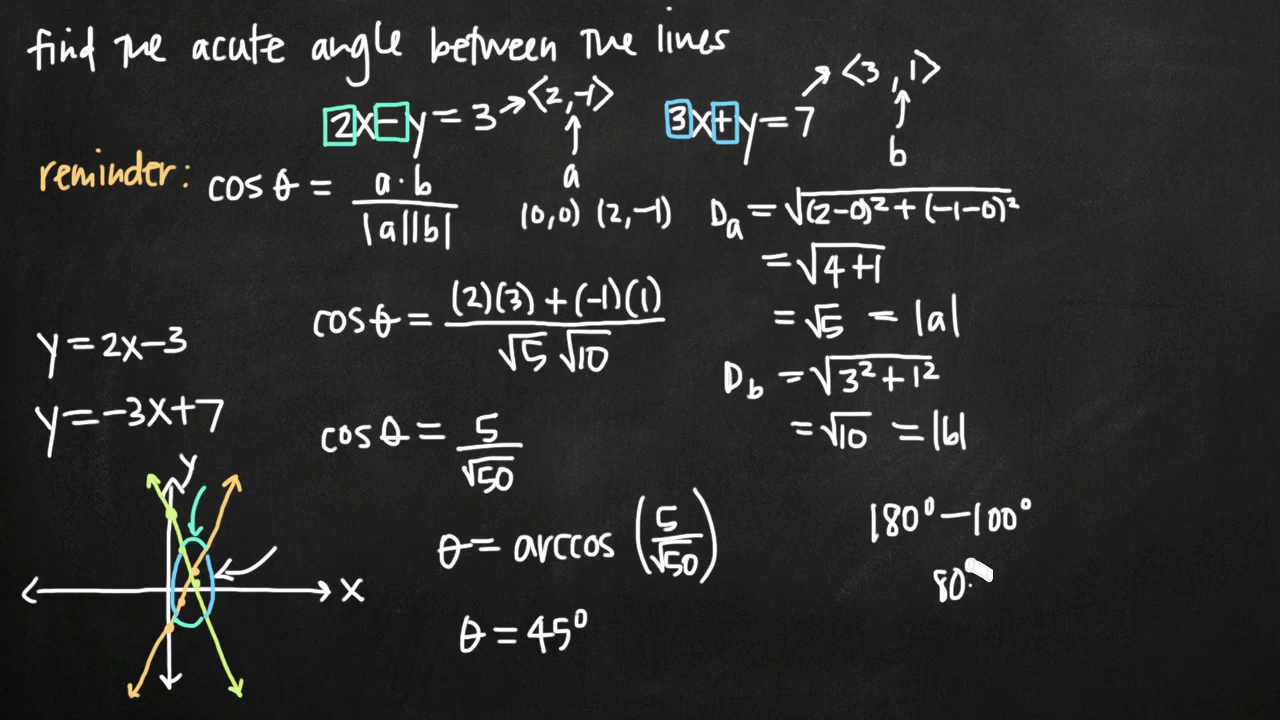 find the acute angle between the lines
2x-y=3 → <2,-1>
3x+y=7 → <3,1>
a
b
reminder: cos θ = a·b / |a||b|
(0,0) (2,-1)
Da = √(2-0)²+(-1-0)²
= √4+1
= √5 = |a|
cos θ = (2)(3)+(-1)(1) / √5 √10
Db = √3²+1²
= √10 = |b|
y=2x-3
y=-3x+7
cos θ = 5 / √50
θ = arccos (5 / √50)
θ = 45°
180°-100°
80°
y
x